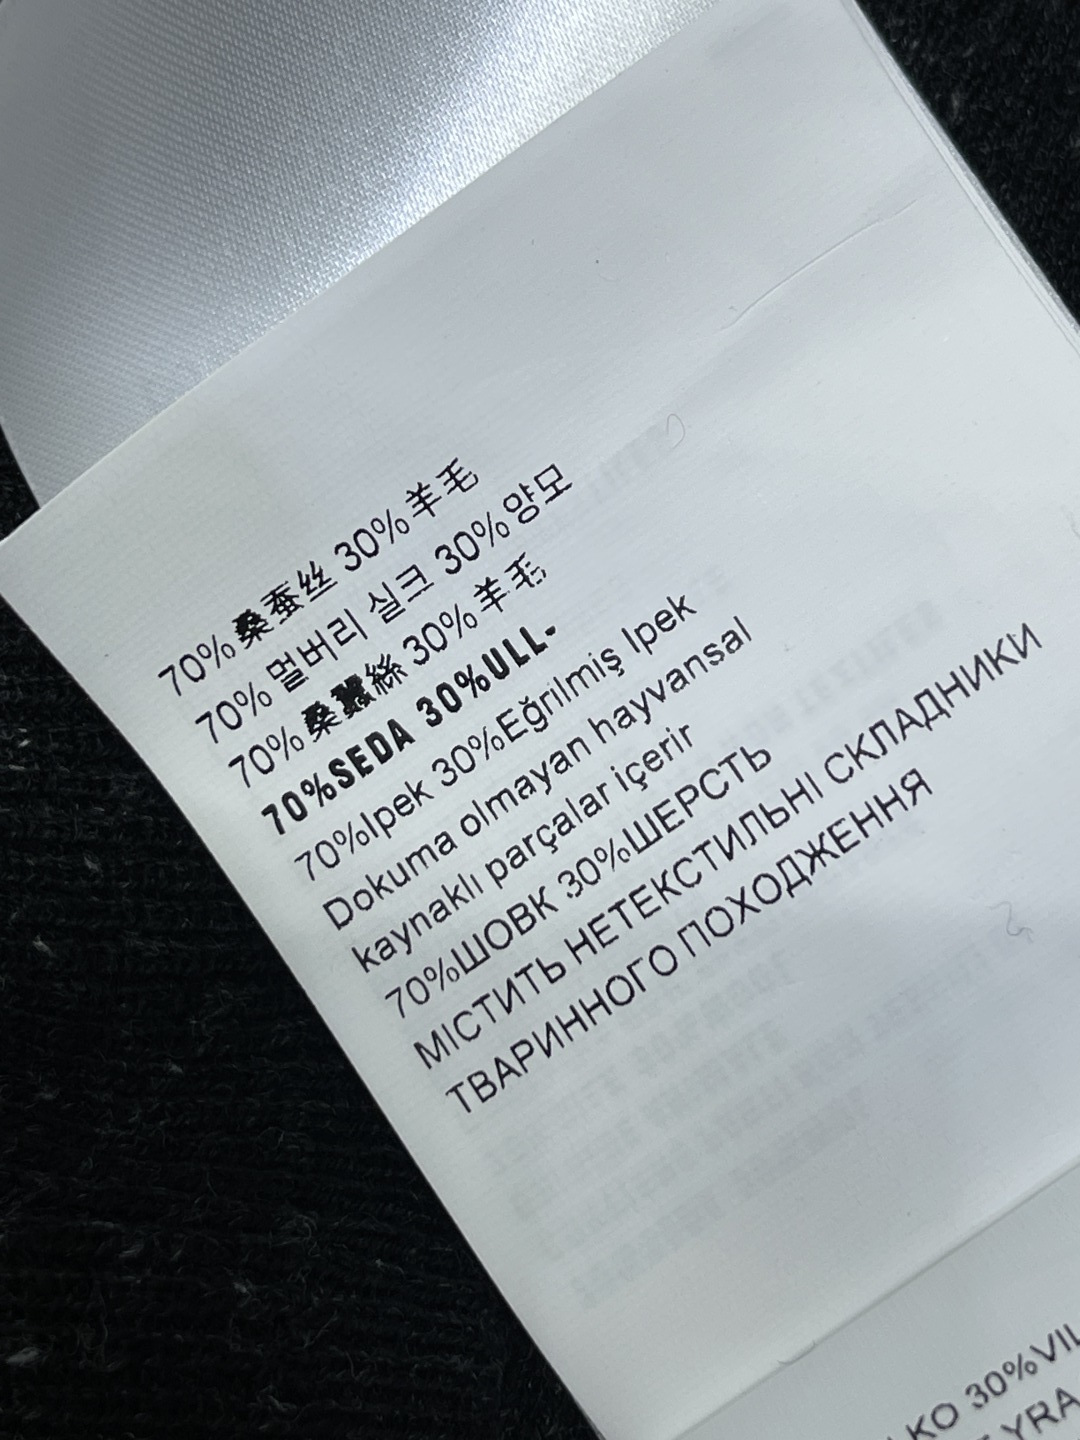 70%桑蚕丝 30%羊毛
70% 멀버리 실크 30%양모
70%桑蠶絲 30%羊毛
70%SEDA 30%ULL-
70%Ipek 30%Eğrilmiş Ipek
Dokuma olmayan hayvansal
kaynaklı parçalar içerir
70%ШОВК 30%ШЕРСТЬ
МІСТИТЬ НЕТЕКСТИЛЬНІ СКЛАДНИКИ
ТВАРИННОГО ПОХОДЖЕННЯ
30%